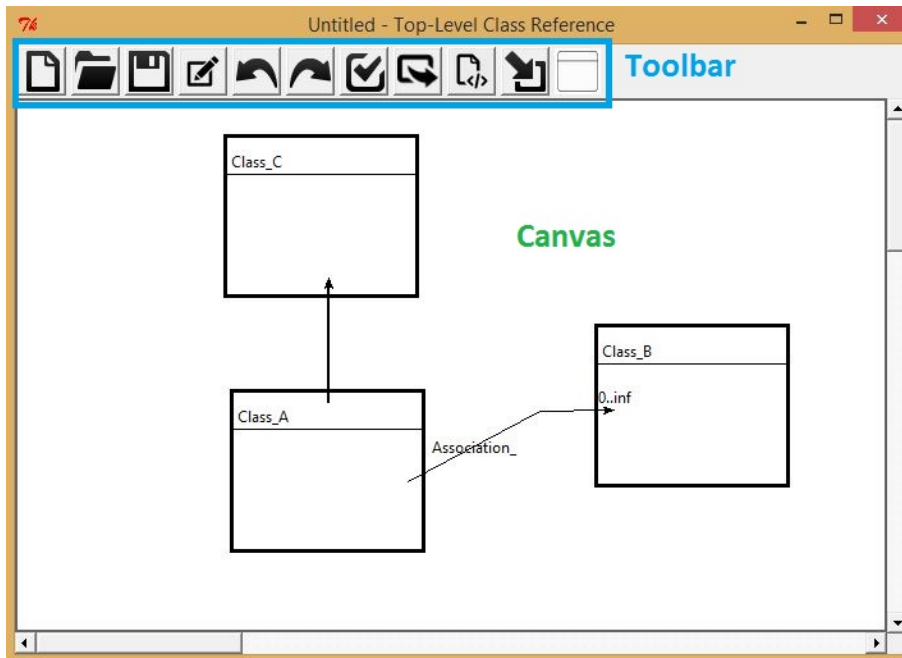 Untitled - Top-Level Class Reference
Toolbar
Class_C
Canvas
Class_B
0..inf
Class_A
Association_